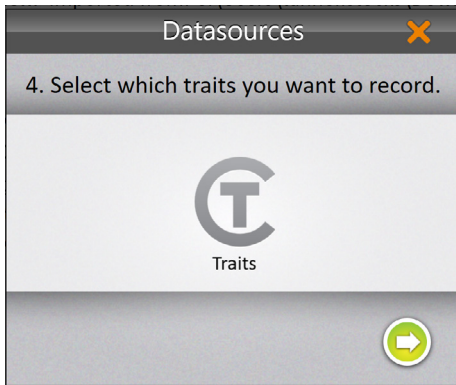 Datasources
4. Select which traits you want to record.
T
Traits